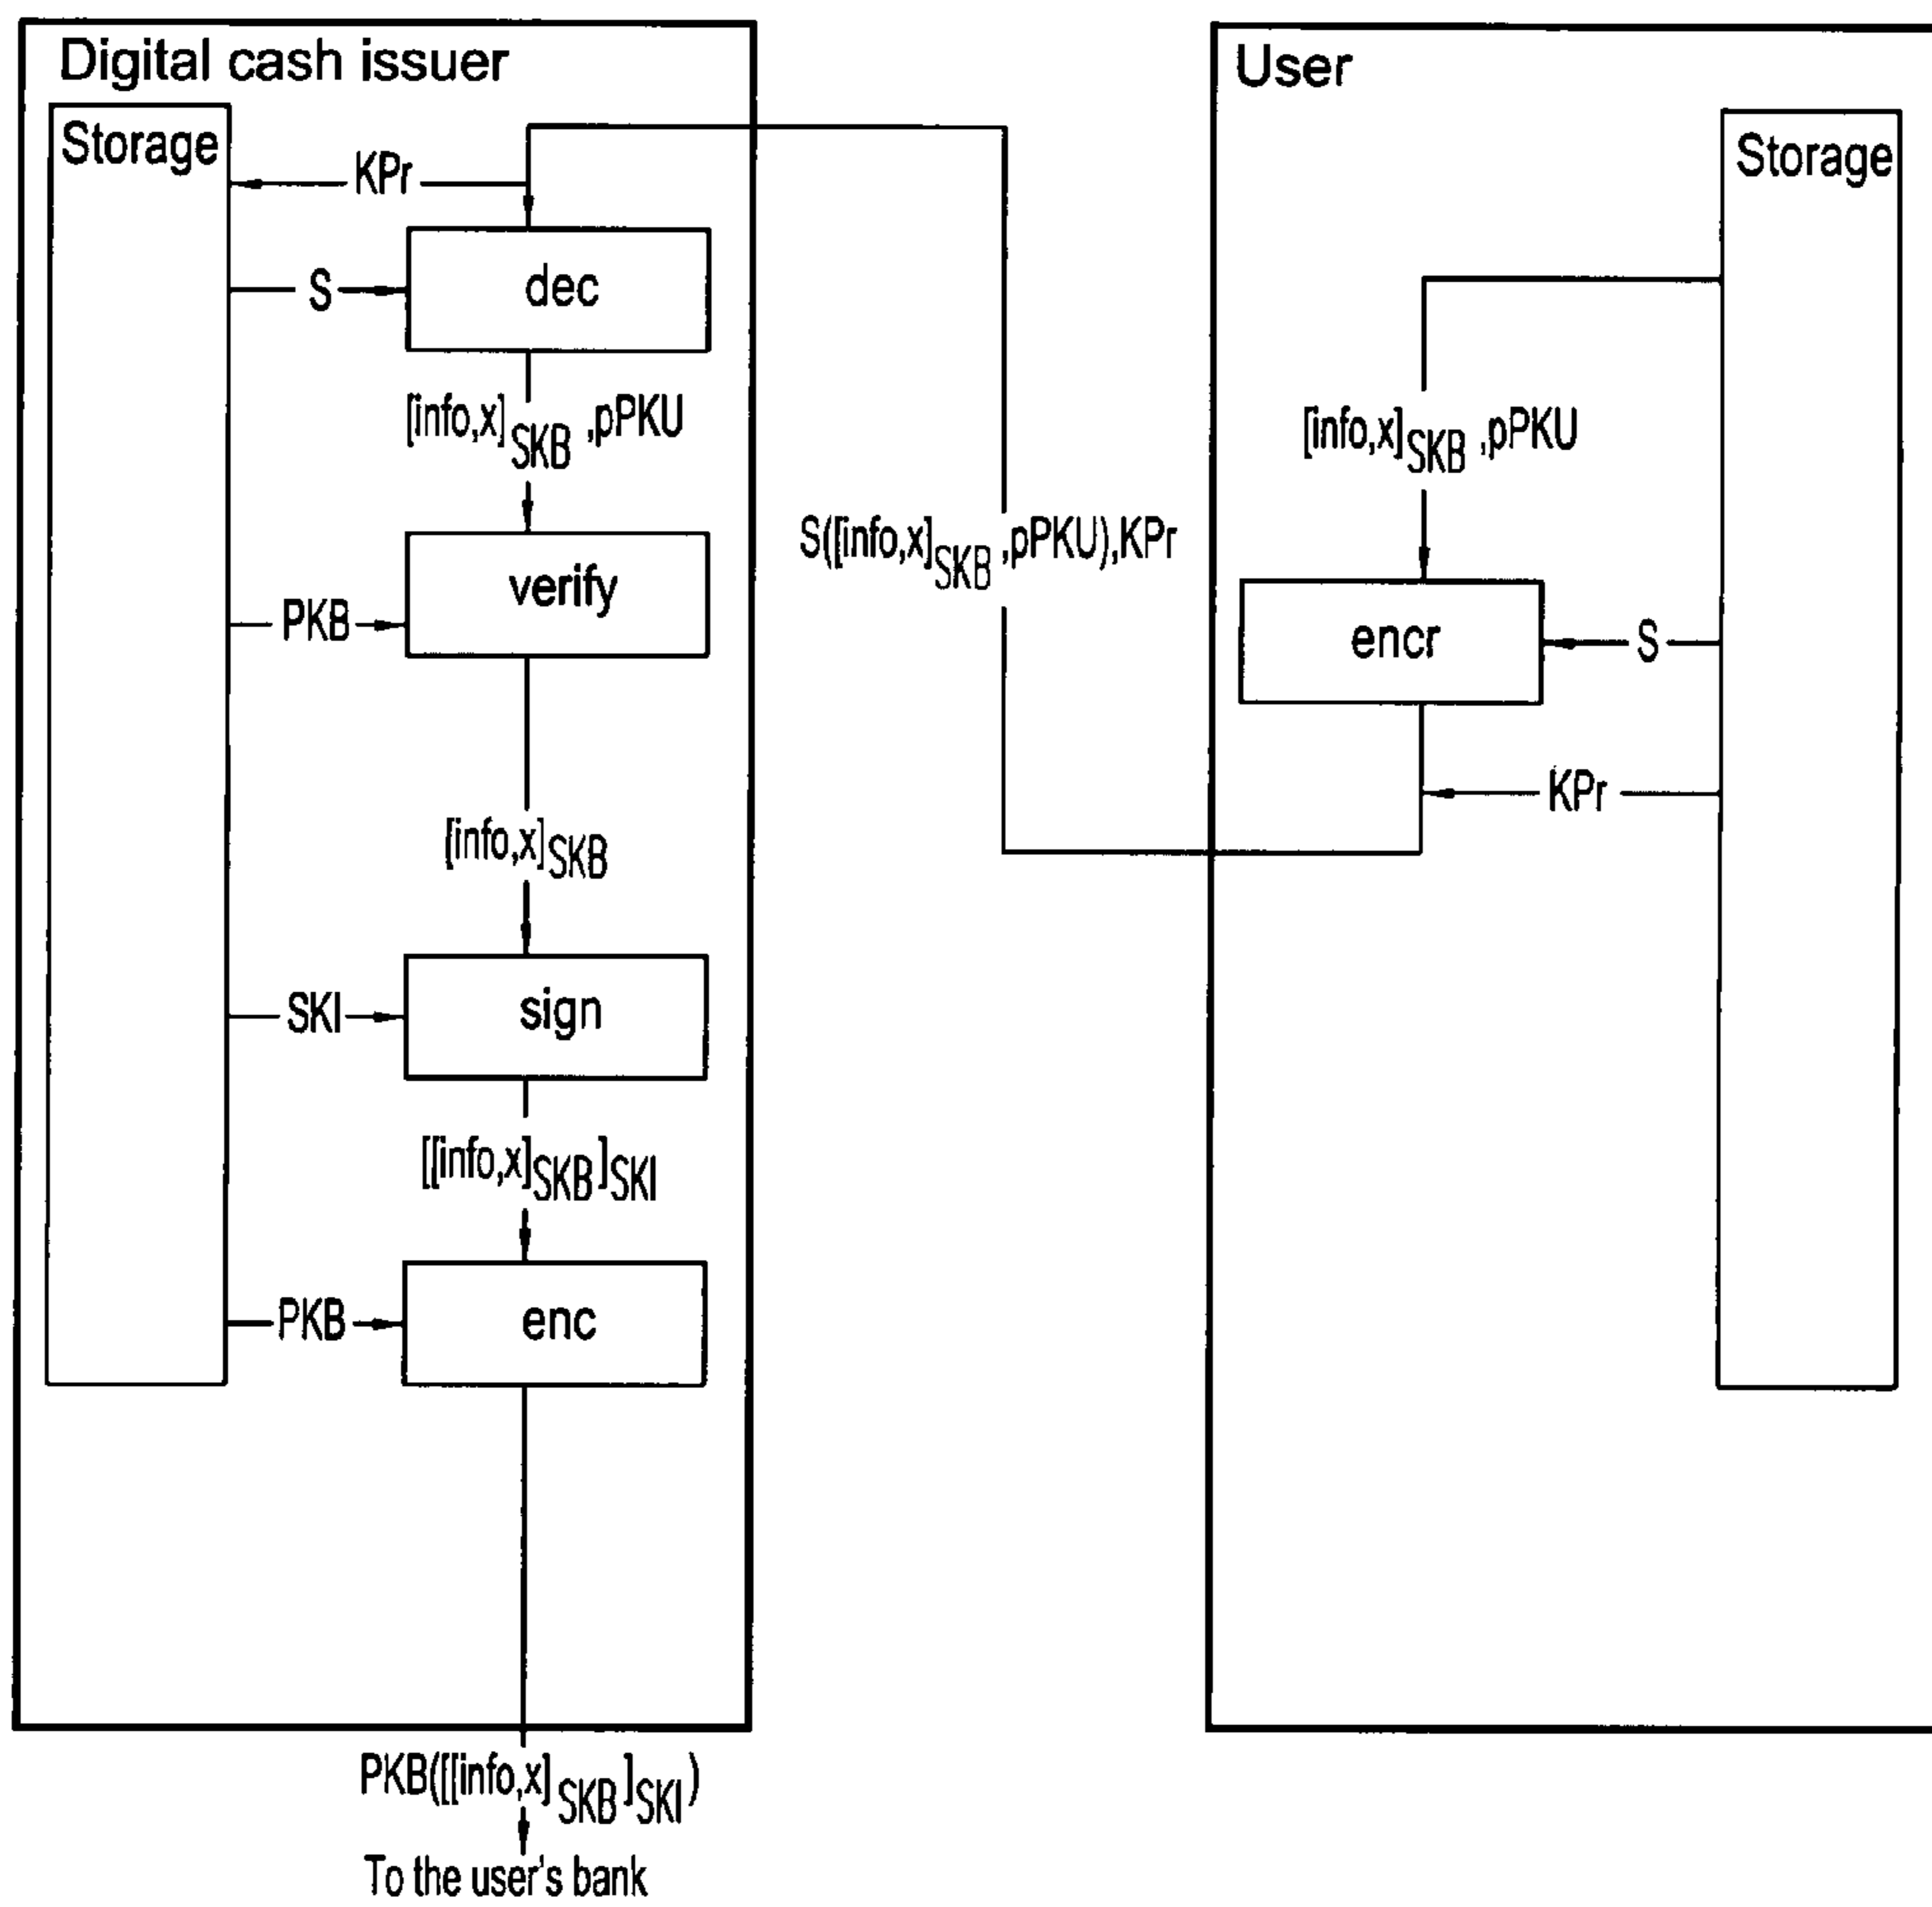 Digital cash issuer
Storage
KPr
S
dec
[info,x]SKB ,pPKU
PKB
verify
[info,x]SKB
SKI
sign
[[info,x]SKB]SKI
PKB
enc
PKB([[info,x]SKB]SKI)
To the user's bank
S([info,x]SKB ,pPKU),KPr
User
Storage
[info,x]SKB ,pPKU
encr
S
KPr